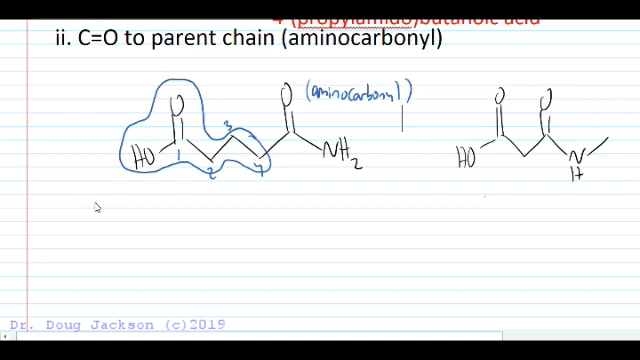 4-(propylamido)butanoic acid
ii. C=O to parent chain (aminocarbonyl)
(aminocarbonyl)
O
O
O
O
HO
1
2
3
4
NH2
HO
N
H
Dr. Doug Jackson (c)2019